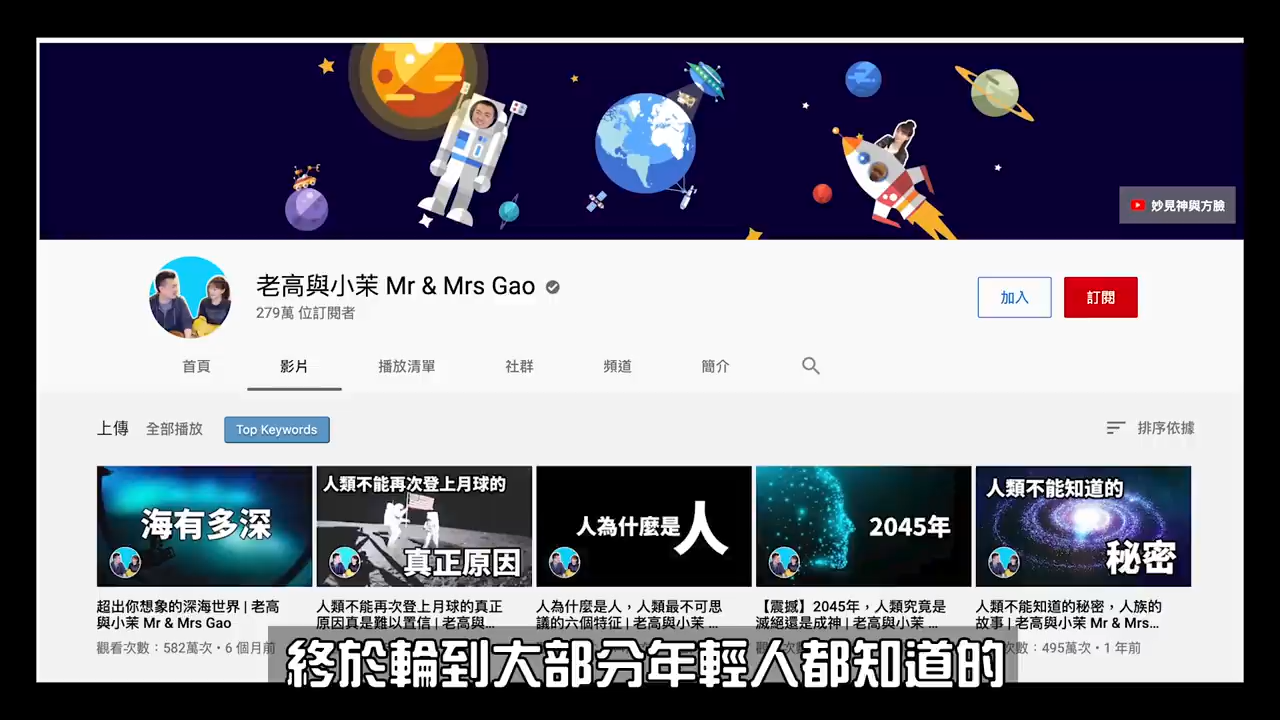 妙見神與方臉
老高與小茉 Mr & Mrs Gao
279萬 位訂閱者
加入
訂閱
首頁
影片
播放清單
社群
頻道
簡介
上傳
全部播放
Top Keywords
排序依據
海有多深
人類不能再次登上月球的
真正原因
人為什麼是人
2045年
人類不能知道的
秘密
超出你想象的深海世界 | 老高
與小茉 Mr & Mrs Gao
觀看次數：582萬次・6 個月前
人類不能再次登上月球的真正
原因真是難以置信 | 老高與...
人為什麼是人，人類最不可思
議的六個特征 | 老高與小茉 ...
【震撼】2045年，人類究竟是
滅絕還是成神 | 老高與小茉 ...
人類不能知道的秘密，人族的
故事 | 老高與小茉 Mr & Mrs...
次數：495萬次・1 年前
終於輪到大部分年輕人都知道的